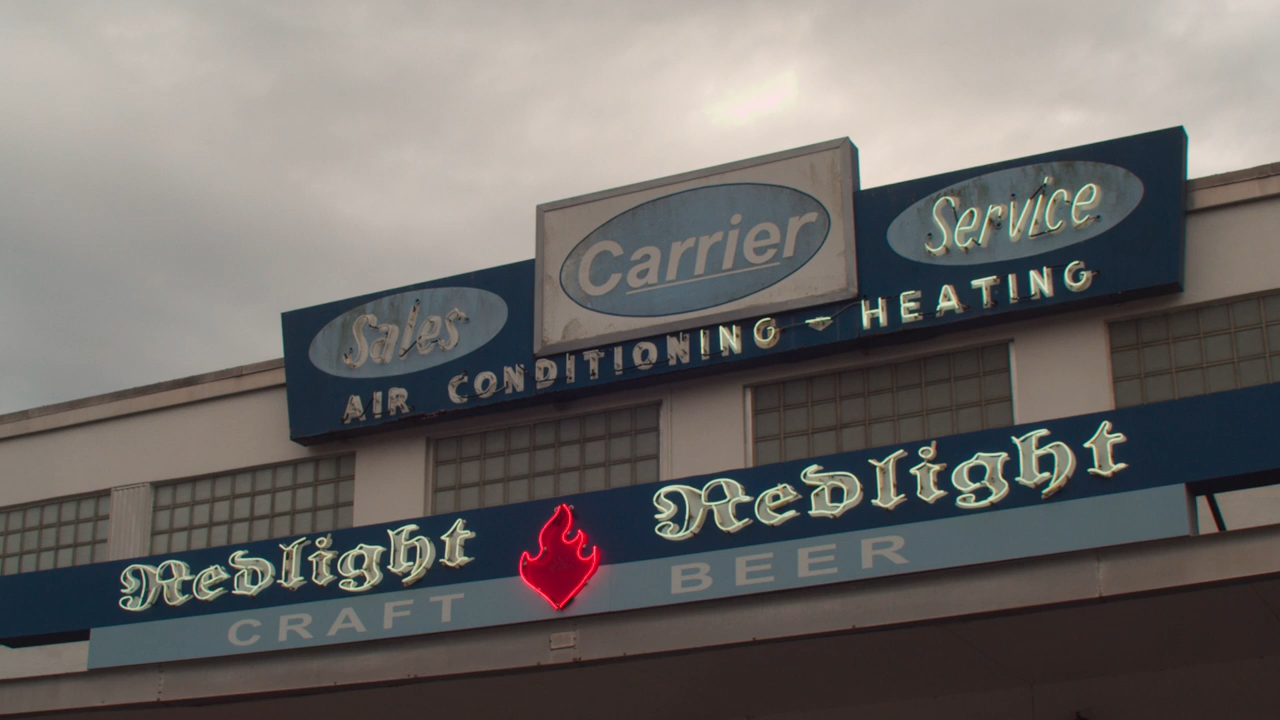 Sales Carrier Service
AIR CONDITIONING - HEATING
Redlight Redlight
CRAFT BEER